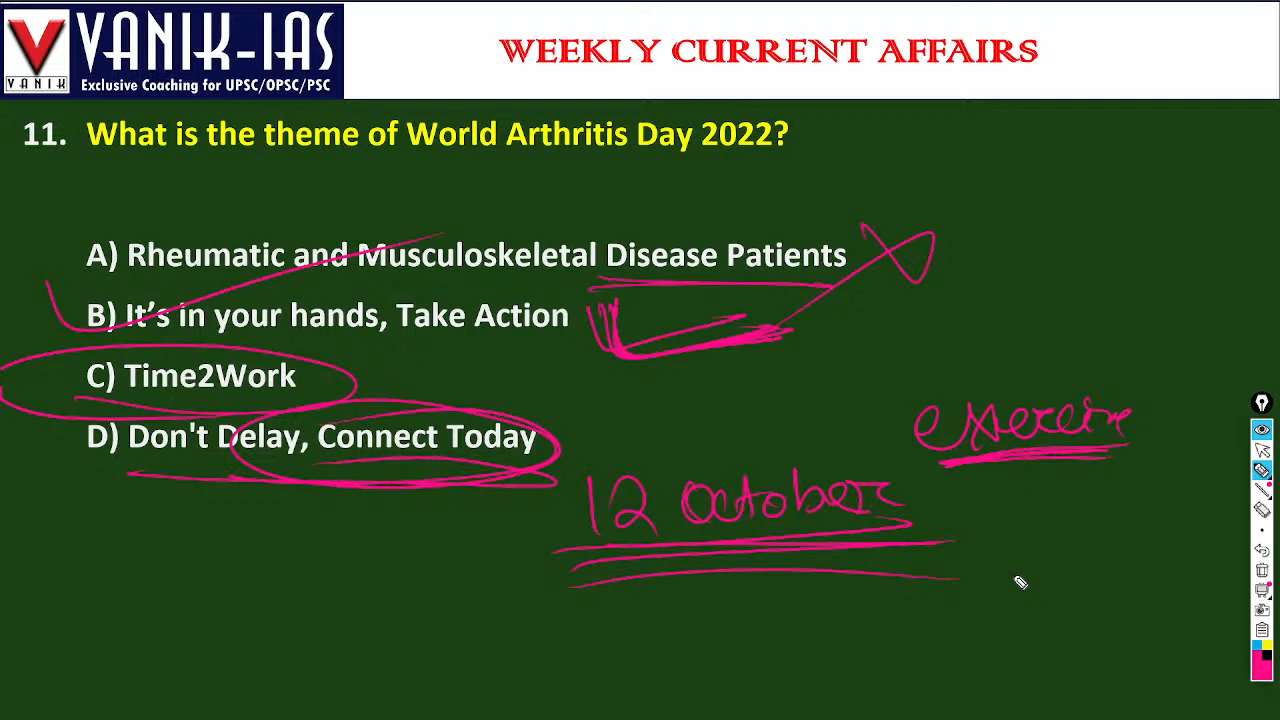 VANIK-IAS
VANIK
Exclusive Coaching for UPSC/OPSC/PSC
WEEKLY CURRENT AFFAIRS
11. What is the theme of World Arthritis Day 2022?
A) Rheumatic and Musculoskeletal Disease Patients
B) It's in your hands, Take Action
C) Time2Work
D) Don't Delay, Connect Today
exercise
12 October